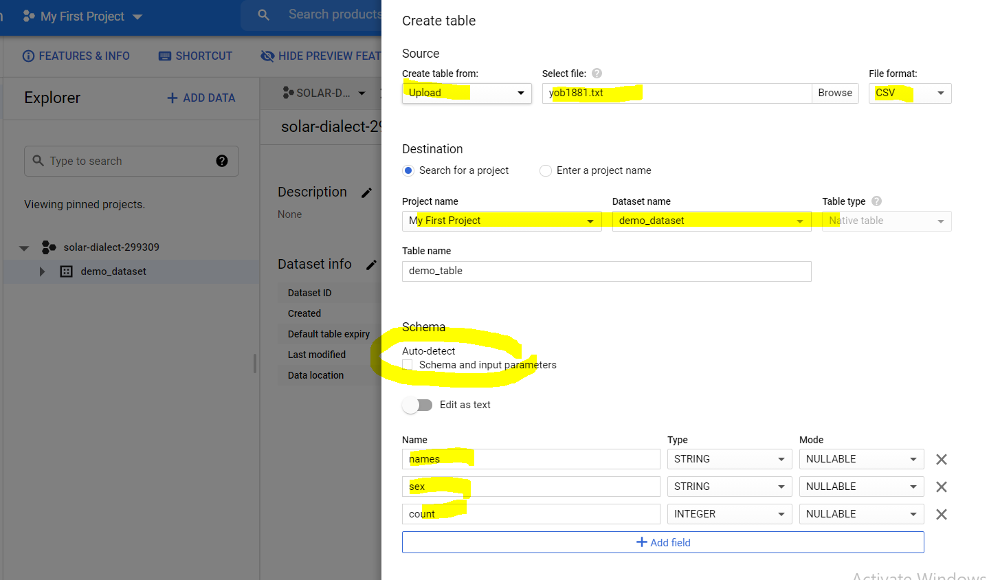 My First Project
Search products
FEATURES & INFO
SHORTCUT
HIDE PREVIEW FEAT
Explorer
+ ADD DATA
SOLAR-D...
solar-dialect-29
Type to search
Viewing pinned projects.
solar-dialect-299309
demo_dataset
Description
None
Dataset info
Dataset ID
Created
Default table expiry
Last modified
Data location
Create table
Source
Create table from:
Select file:
File format:
Upload
yob1881.txt
Browse
CSV
Destination
Search for a project
Enter a project name
Project name
Dataset name
Table type
My First Project
demo_dataset
Native table
Table name
demo_table
Schema
Auto-detect
Schema and input parameters
Edit as text
Name
Type
Mode
names
STRING
NULLABLE
sex
STRING
NULLABLE
count
INTEGER
NULLABLE
+ Add field
Activate Windows